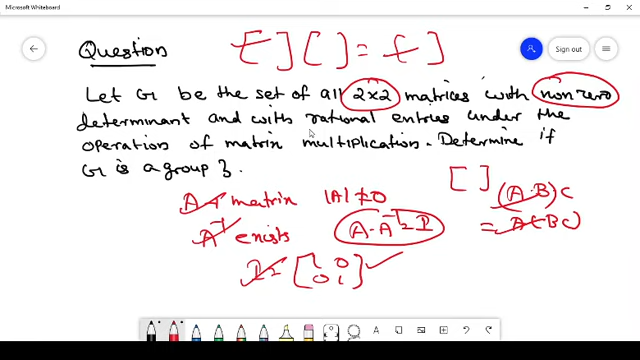 Microsoft Whiteboard
Sign out
Question
[ ] [ ] = [ ]
Let G be the set of all 2x2 matrices with nonzero
determinant and with rational entries under the
operation of matrix multiplication. Determine if
G is a group }.
[ ]
A → matrix |A| ≠ 0
(A·B)C
A⁻¹ exists
A·A⁻¹ = I
= A(BC)
I = [1 0
0 1]